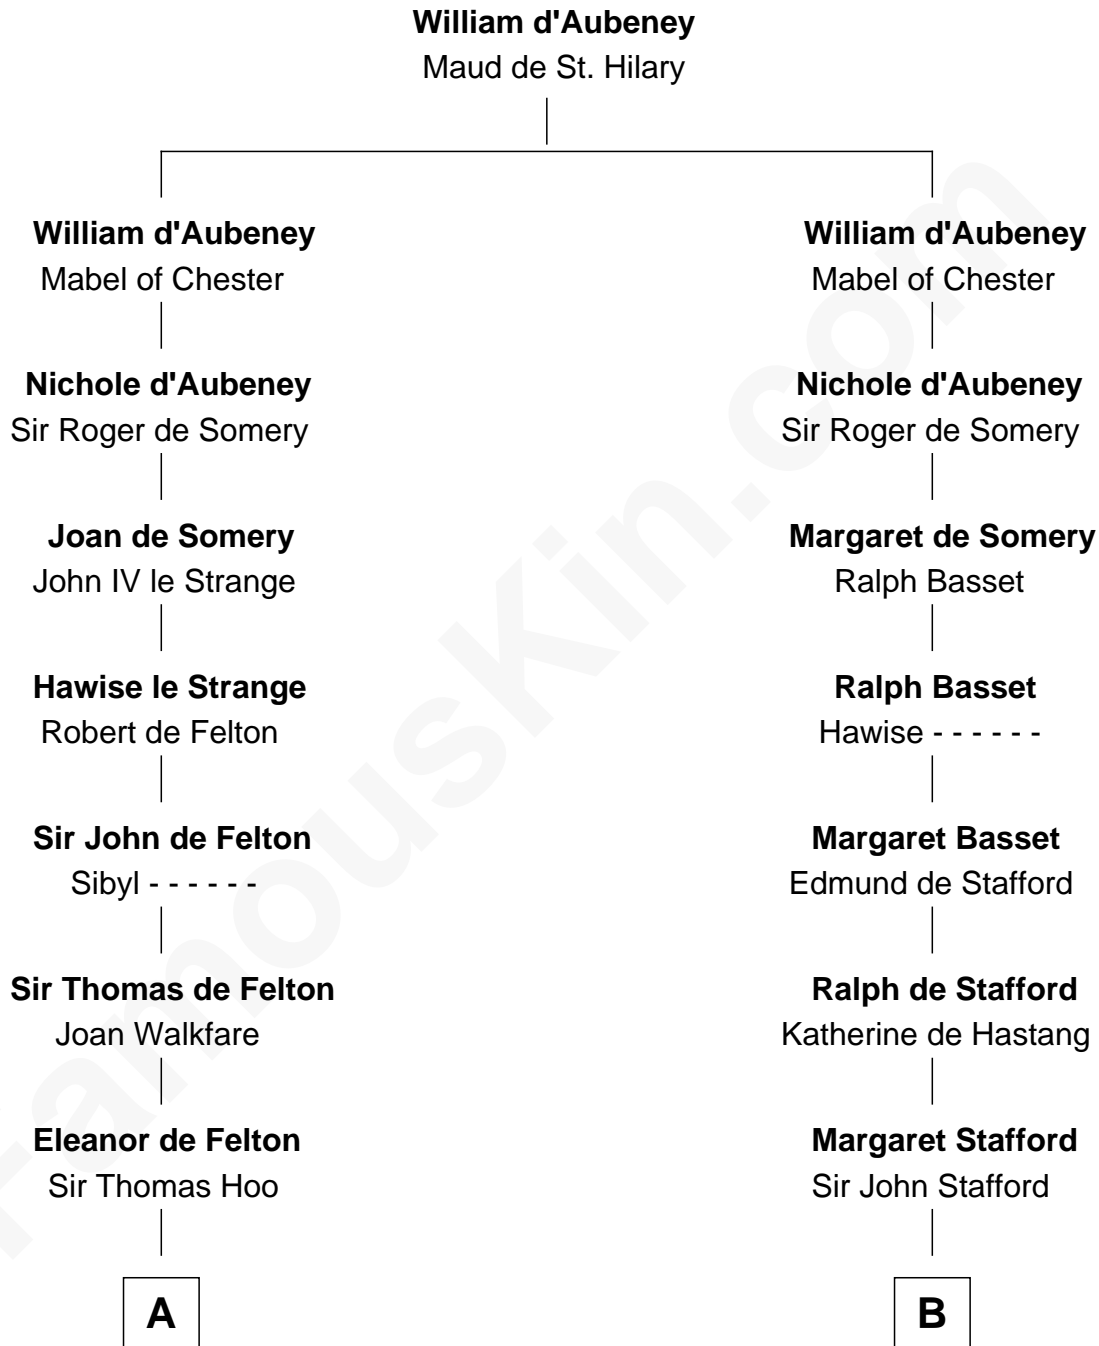 William d'Aubeney
Maud de St. Hilary
William d'Aubeney
Mabel of Chester
Nichole d'Aubeney
Sir Roger de Somery
Joan de Somery
John IV le Strange
Hawise le Strange
Robert de Felton
Sir John de Felton
Sibyl - - - - - -
Sir Thomas de Felton
Joan Walkfare
Eleanor de Felton
Sir Thomas Hoo
A
William d'Aubeney
Mabel of Chester
Nichole d'Aubeney
Sir Roger de Somery
Margaret de Somery
Ralph Basset
Ralph Basset
Hawise - - - - - -
Margaret Basset
Edmund de Stafford
Ralph de Stafford
Katherine de Hastang
Margaret Stafford
Sir John Stafford
B
FamousKin.com